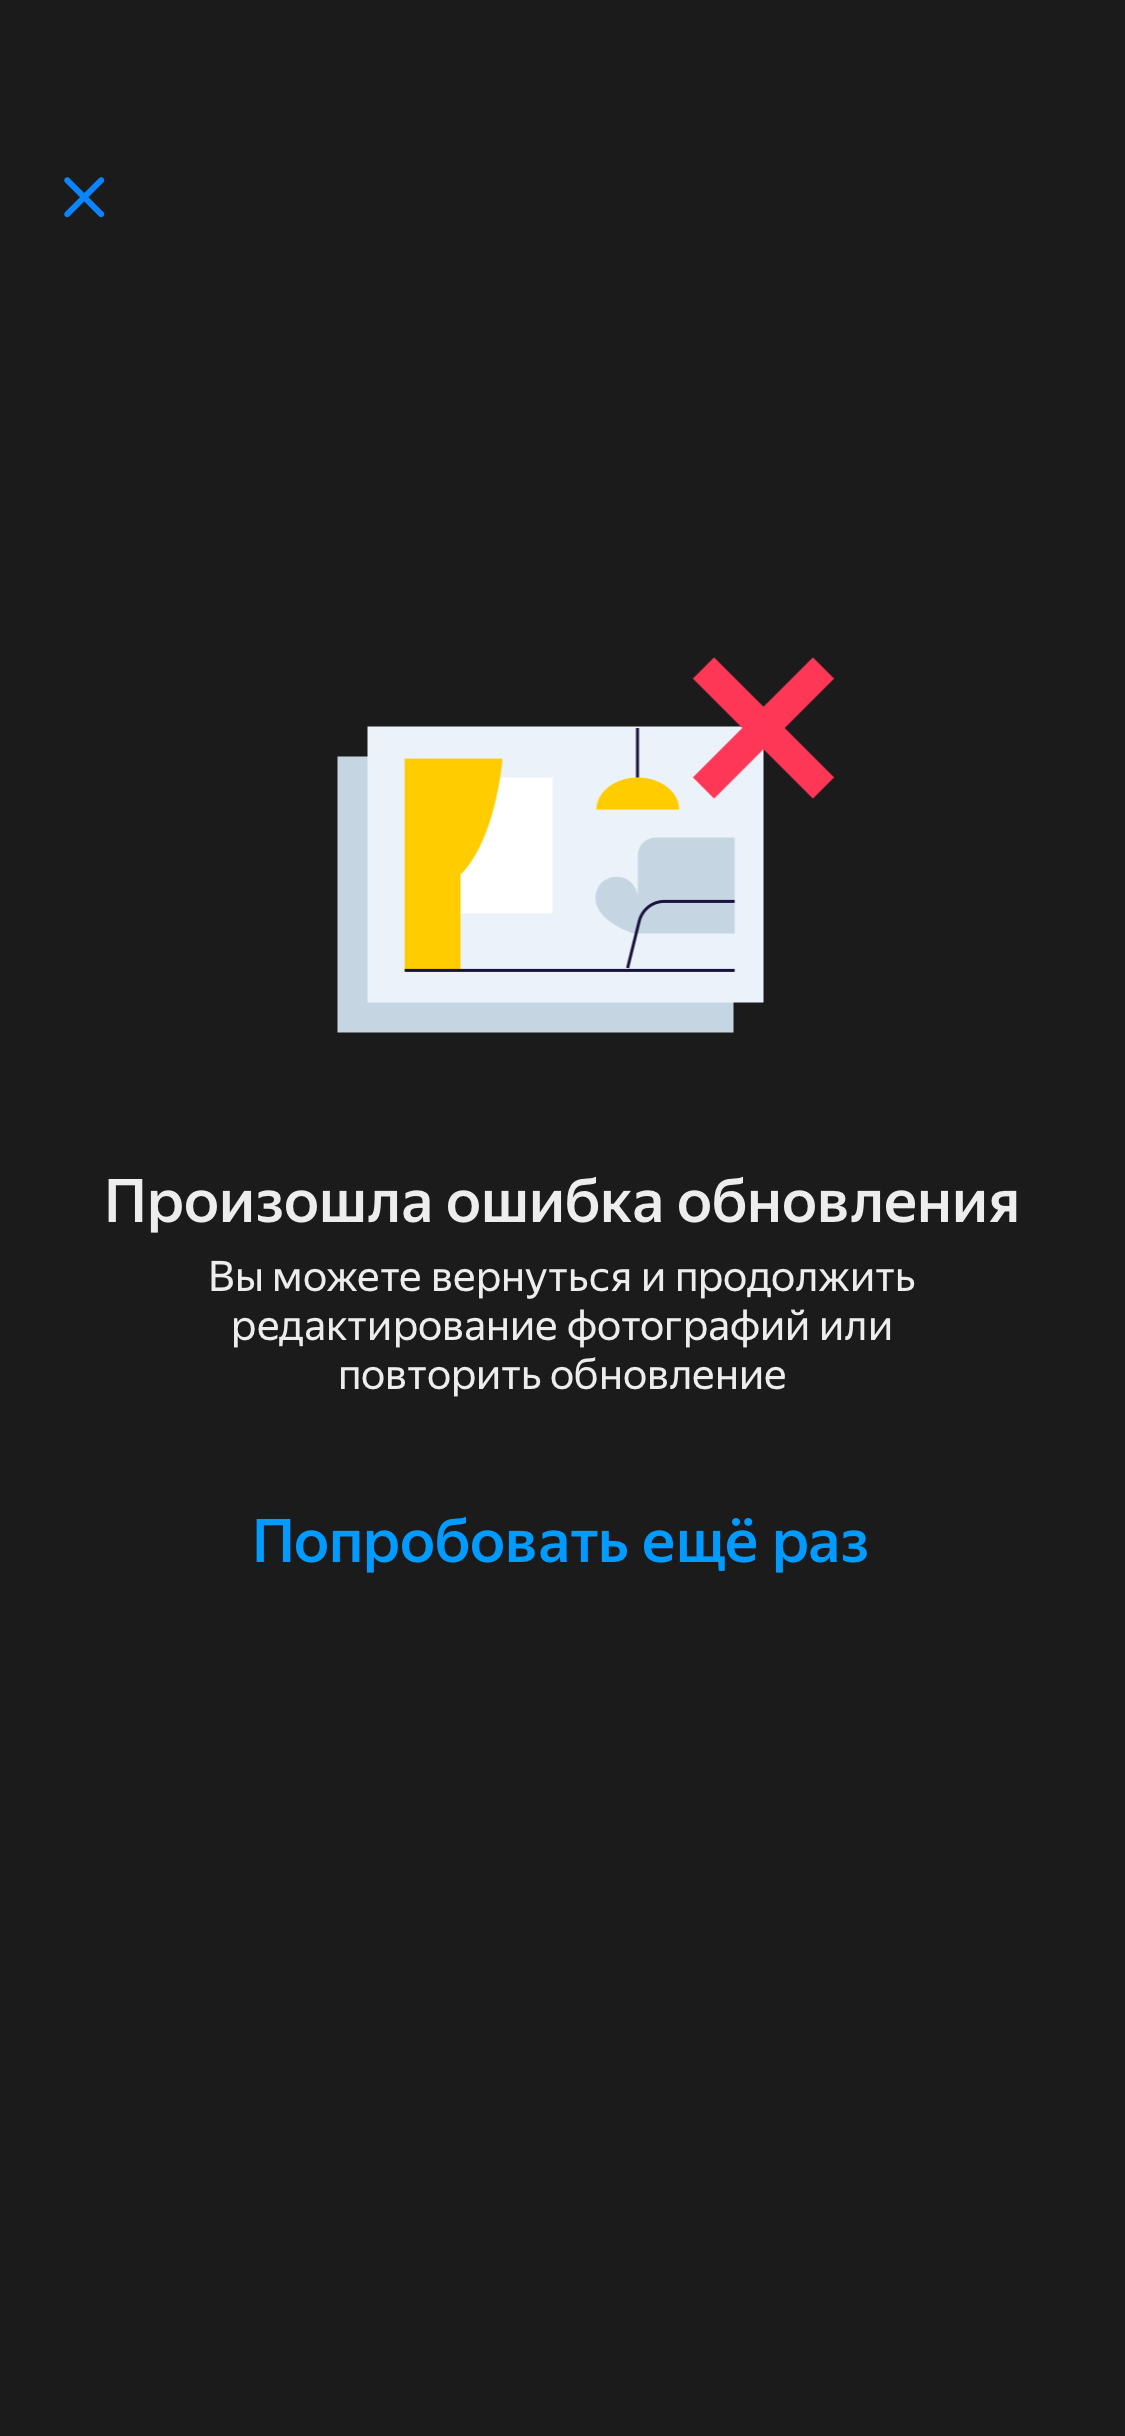 Произошла ошибка обновления
Вы можете вернуться и продолжить
редактирование фотографий или
повторить обновление
Попробовать ещё раз